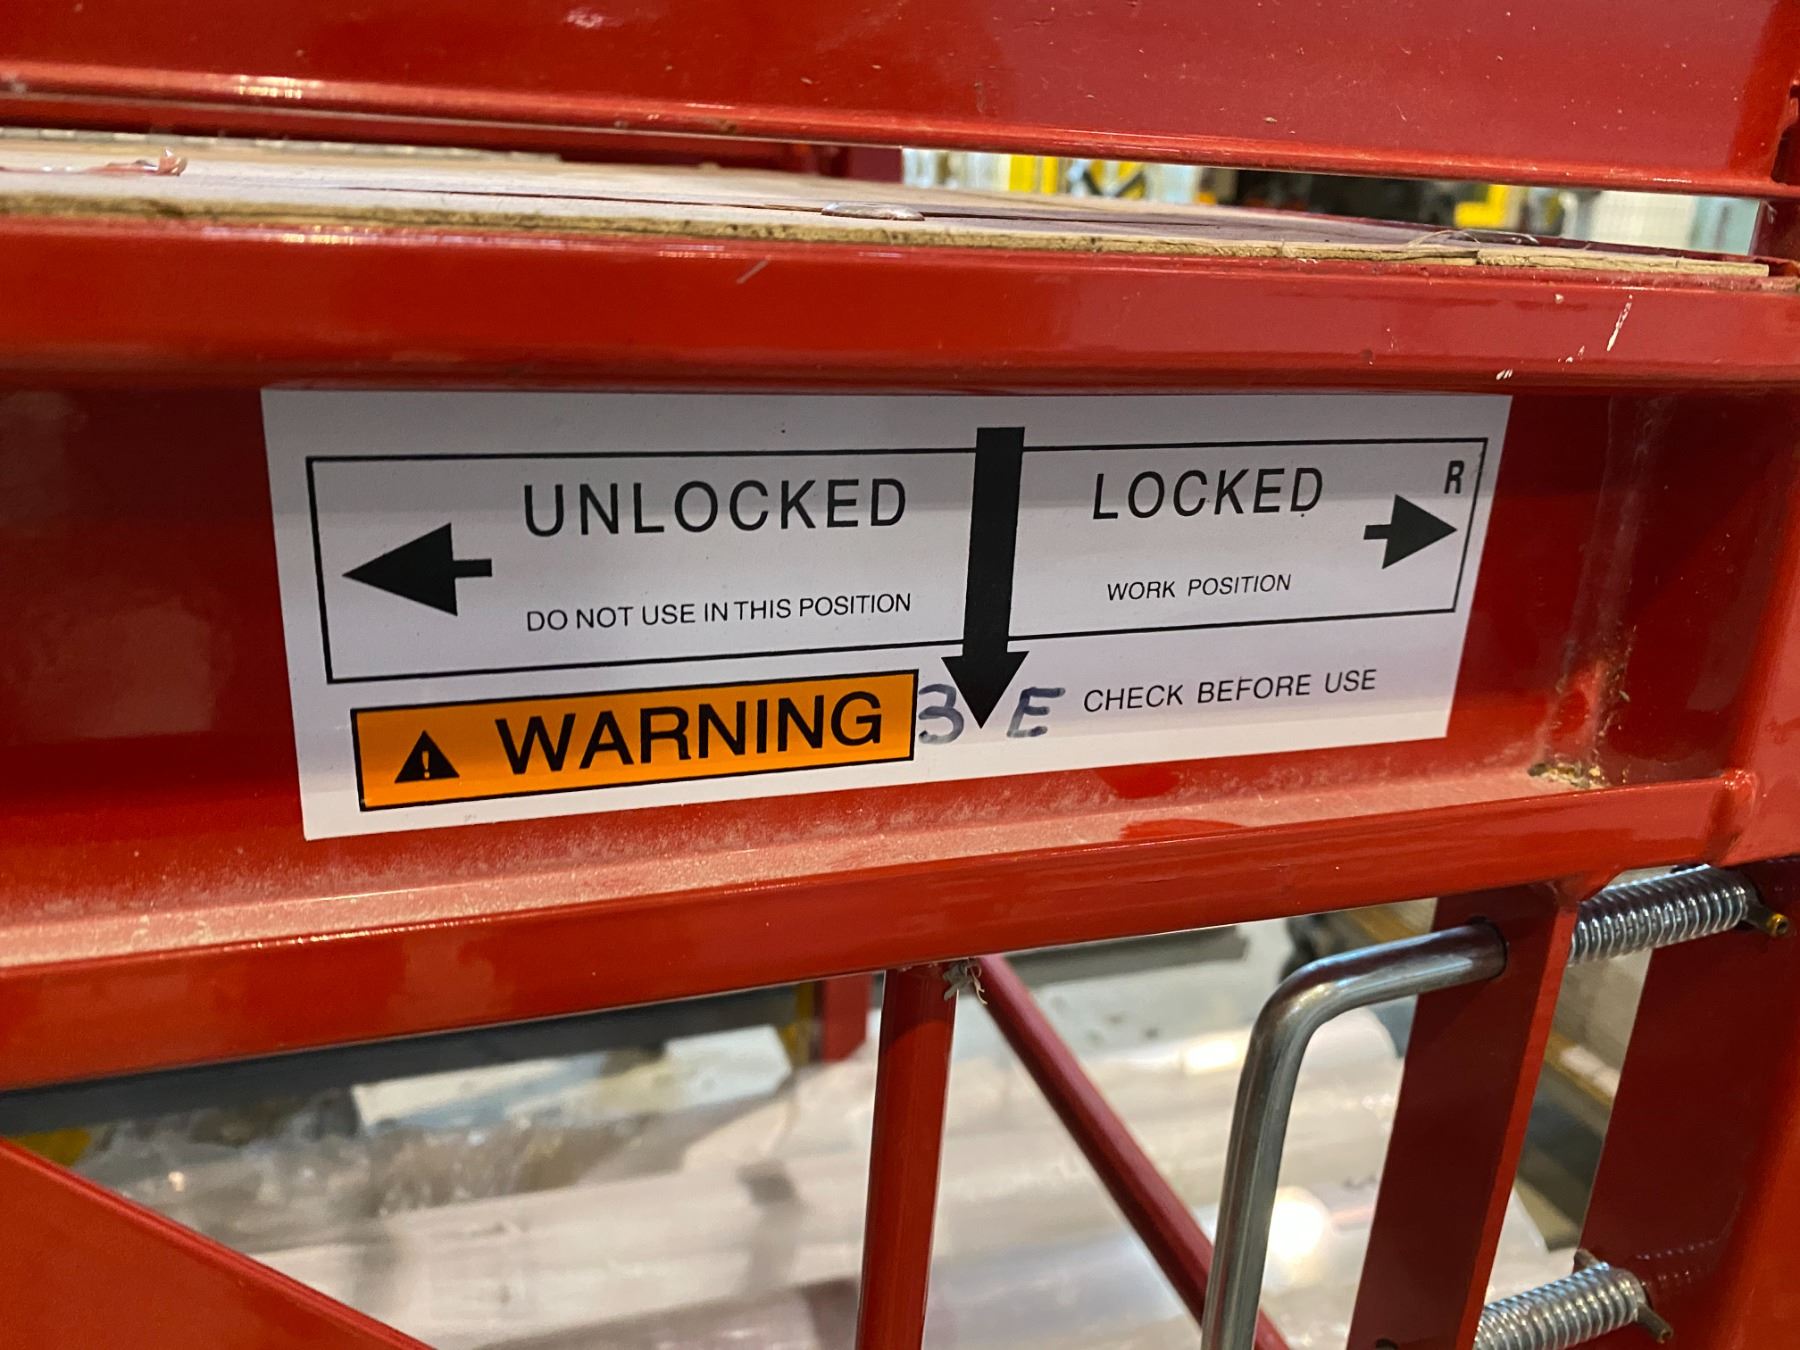 UNLOCKED
DO NOT USE IN THIS POSITION
LOCKED
R
WORK POSITION
WARNING
3 E
CHECK BEFORE USE